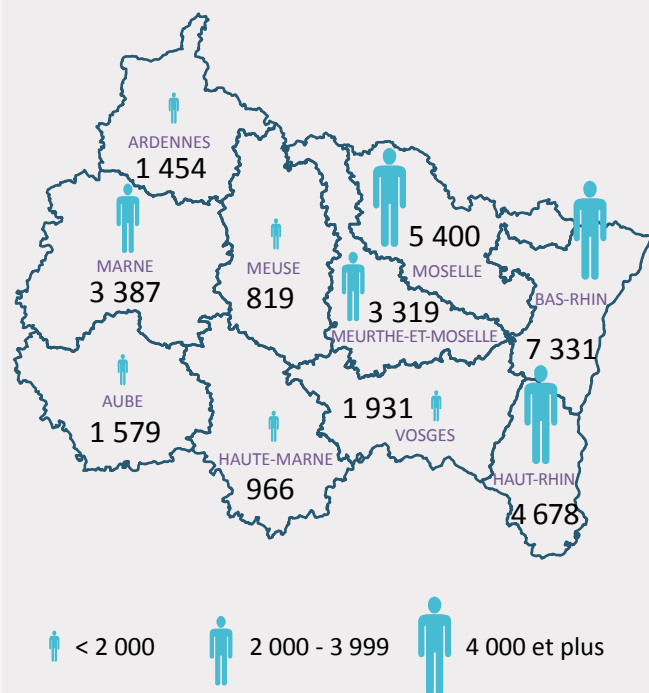 ARDENNES
1 454
MARNE
3 387
MEUSE
819
5 400
MOSELLE
3 319
MEURTHE-ET-MOSELLE
BAS-RHIN
7 331
AUBE
1 579
HAUTE-MARNE
966
1 931
VOSGES
HAUT-RHIN
4 678
< 2 000
2 000 - 3 999
4 000 et plus